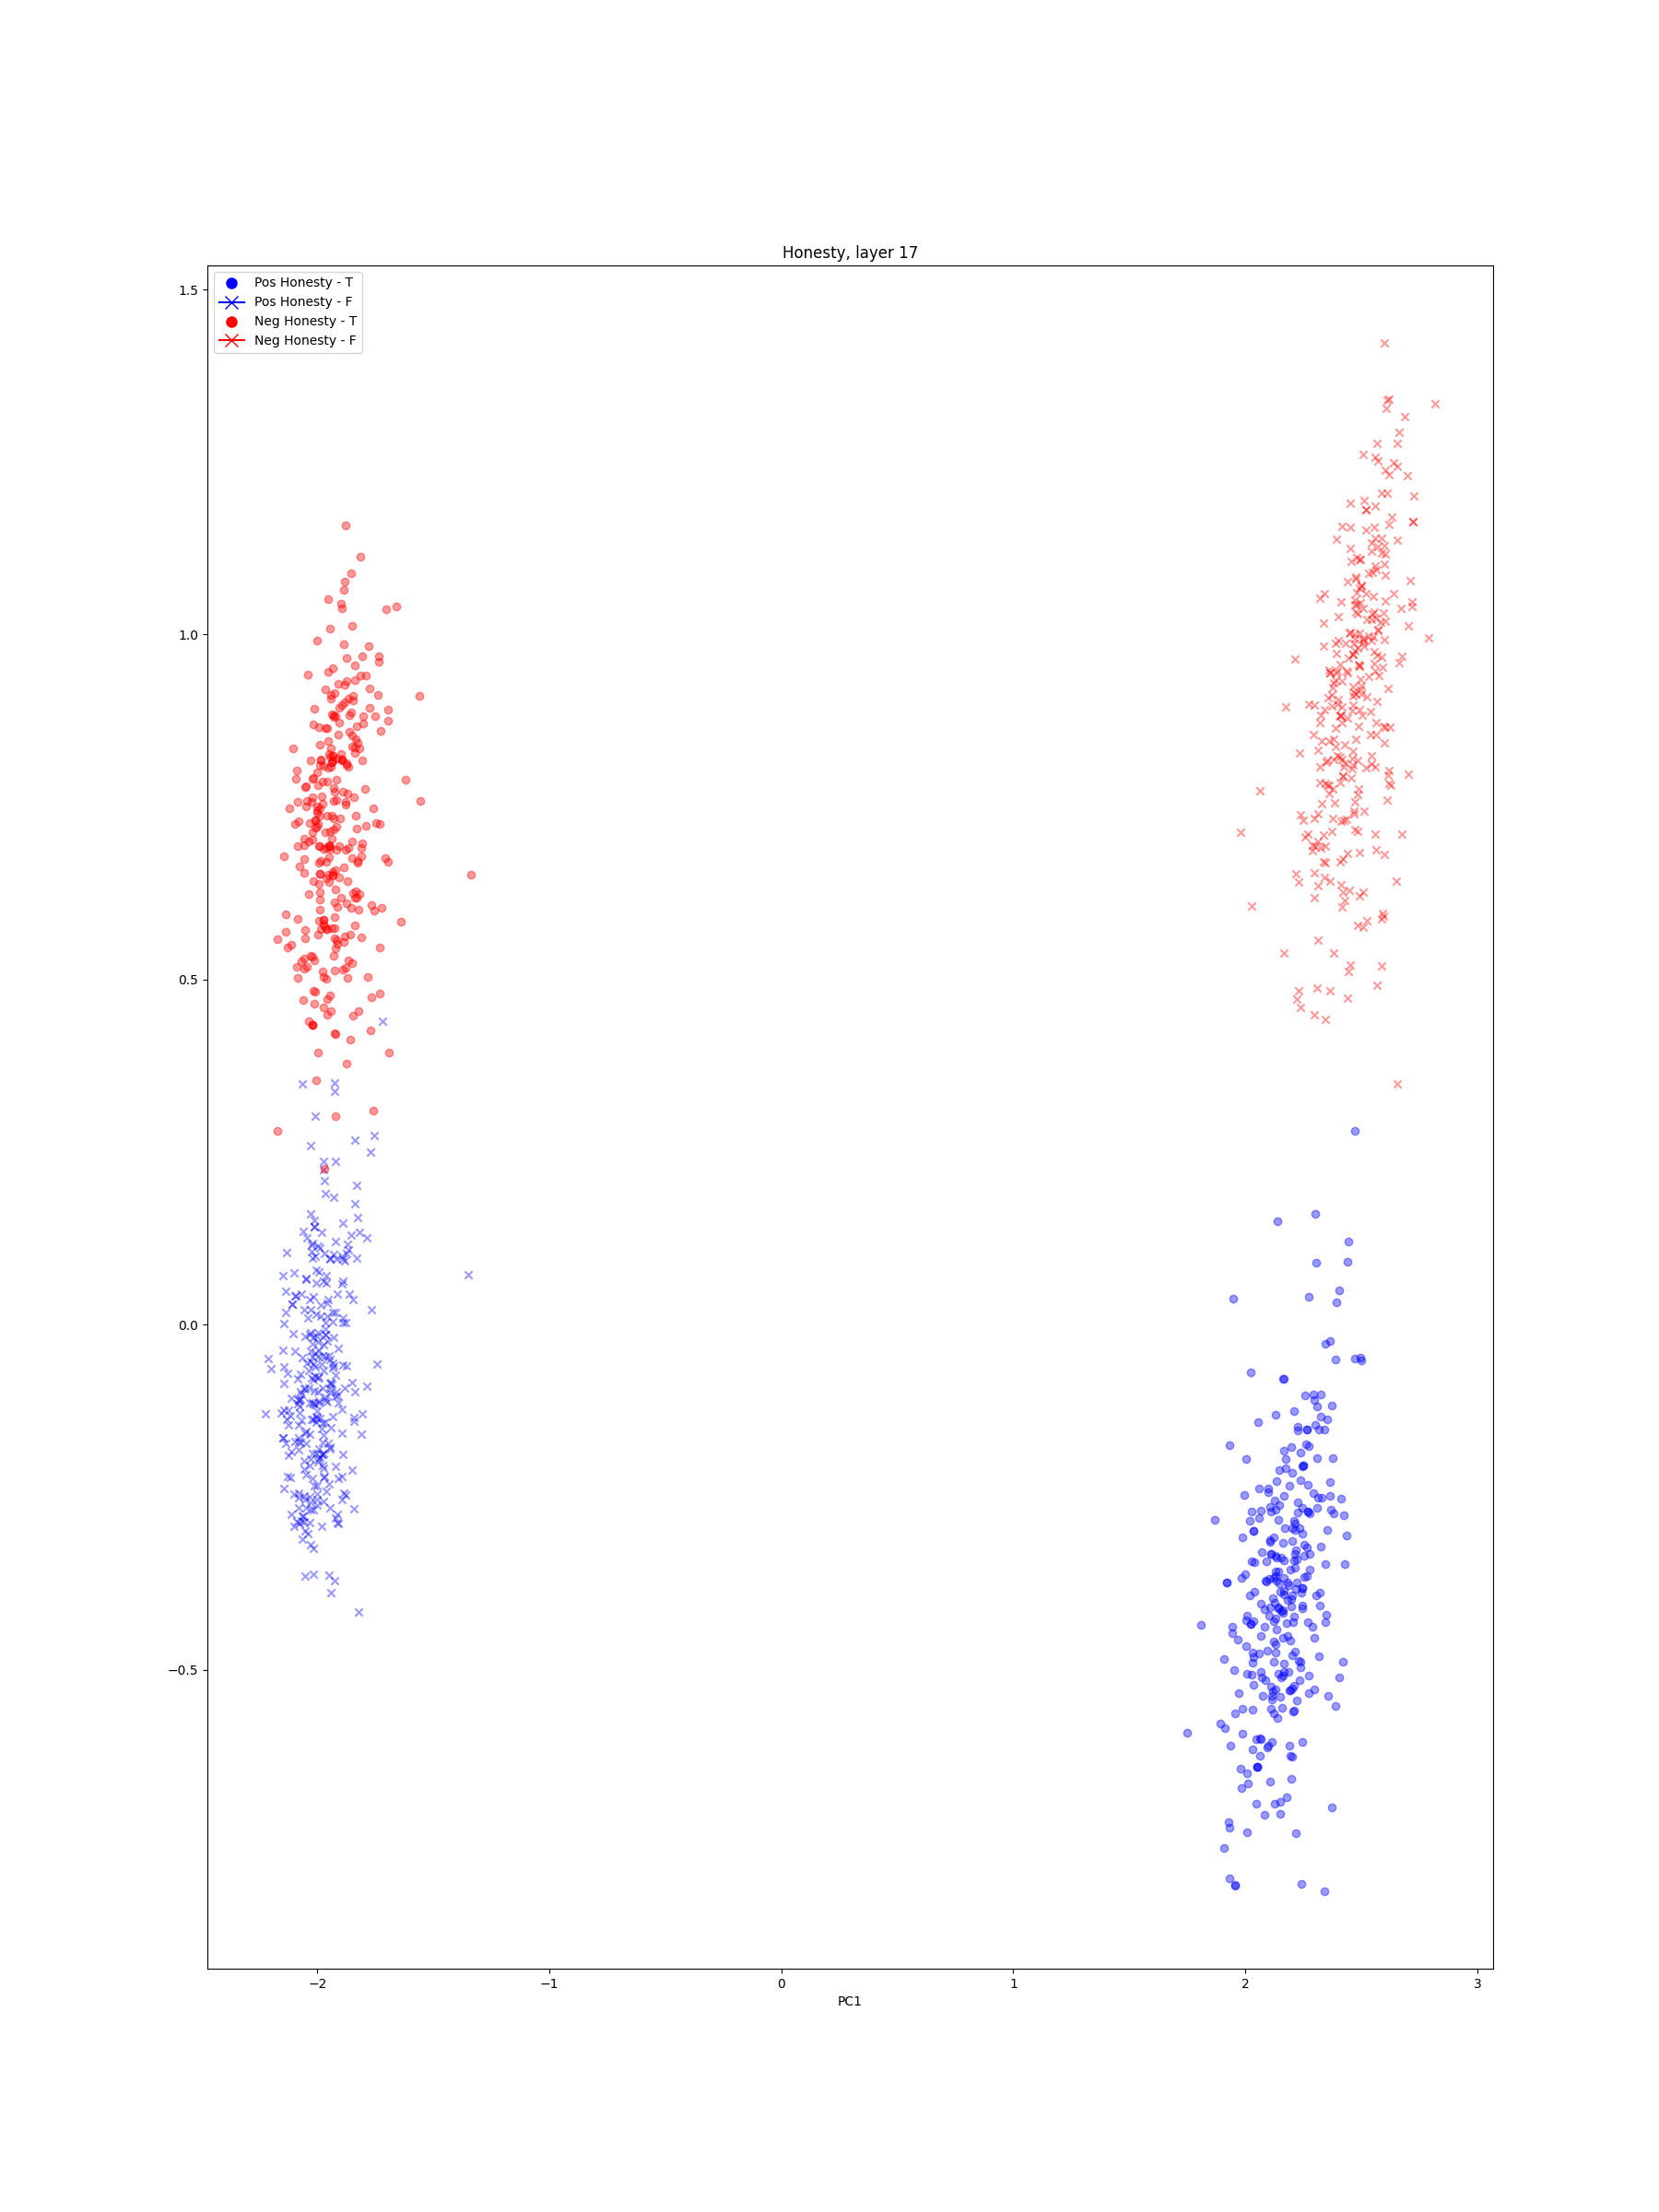 Honesty, layer 17
Pos Honesty - T
Pos Honesty - F
Neg Honesty - T
Neg Honesty - F
1.5
1.0
0.5
0.0
−0.5
−2
−1
0
1
2
3
PC1